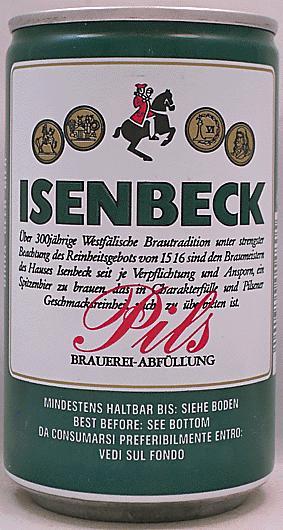 ISENBECK
Über 300jährige Westfälische Brautradition unter strengster
Beachtung des Reinheitsgebots von 1516 sind den Braumeistern
des Hauses Isenbeck seit je Verpflichtung und Ansporn, ein
Spitzenbier zu brauen, das in Charakterfülle und Pilsener
Geschmacksreinheit nicht zu übertreten ist.
Pils
BRAUEREI-ABFÜLLUNG
MINDESTENS HALTBAR BIS: SIEHE BODEN
BEST BEFORE: SEE BOTTOM
DA CONSUMARSI PREFERIBILMENTE ENTRO:
VEDI SUL FONDO